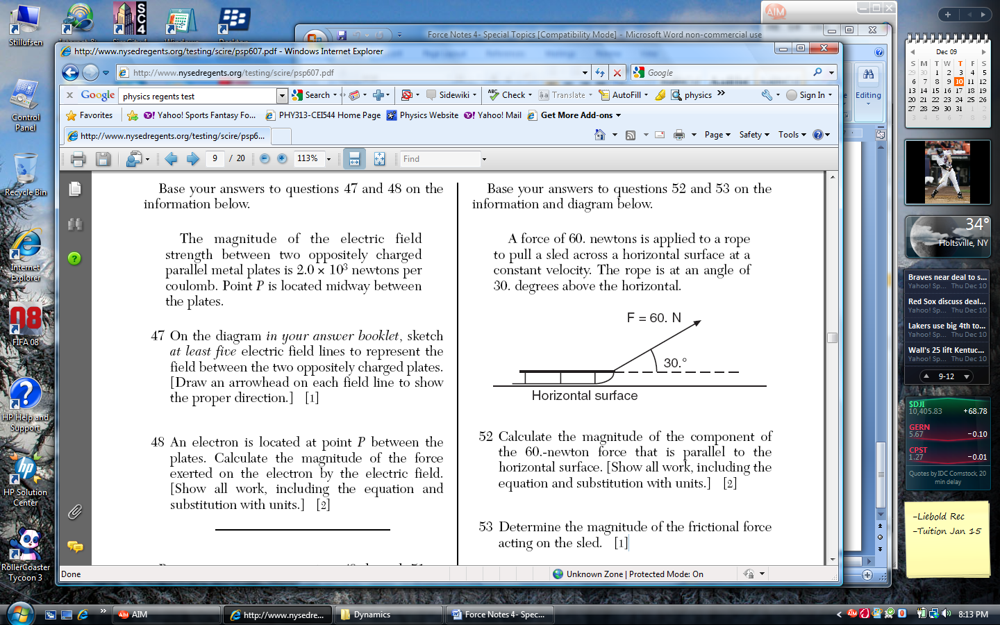 Stillufsen
Control Panel
Recycle Bin
Internet Explorer
FIFA 08
HP Help and Support
HP Solution Center
RollerCoaster Tycoon 3
SC4
Desktop
AIM
Force Notes 4- Special Topics [Compatibility Mode] - Microsoft Word non-commercial use
Editing
http://www.nysedregents.org/testing/scire/psp607.pdf - Windows Internet Explorer
http://www.nysedregents.org/testing/scire/psp607.pdf
Google
X Google physics regents test Search Sidewiki Check Translate AutoFill physics » Sign In
Favorites Yahoo! Sports Fantasy Fo... PHY313-CEI544 Home Page Physics Website Yahoo! Mail Get More Add-ons
http://www.nysedregents.org/testing/scire/psp6...
Page Safety Tools
9 / 20 113% Find
Base your answers to questions 47 and 48 on the
information below.
The magnitude of the electric field
strength between two oppositely charged
parallel metal plates is 2.0 × 10³ newtons per
coulomb. Point P is located midway between
the plates.
47 On the diagram in your answer booklet, sketch
at least five electric field lines to represent the
field between the two oppositely charged plates.
[Draw an arrowhead on each field line to show
the proper direction.] [1]
48 An electron is located at point P between the
plates. Calculate the magnitude of the force
exerted on the electron by the electric field.
[Show all work, including the equation and
substitution with units.] [2]
Base your answers to questions 52 and 53 on the
information and diagram below.
A force of 60. newtons is applied to a rope
to pull a sled across a horizontal surface at a
constant velocity. The rope is at an angle of
30. degrees above the horizontal.
F = 60. N
30.°
Horizontal surface
52 Calculate the magnitude of the component of
the 60.-newton force that is parallel to the
horizontal surface. [Show all work, including the
equation and substitution with units.] [2]
53 Determine the magnitude of the frictional force
acting on the sled. [1]
Done Unknown Zone | Protected Mode: On
Dec 09
S M T W T F S
29 30 1 2 3 4 5
6 7 8 9 10 11 12
13 14 15 16 17 18 19
20 21 22 23 24 25 26
27 28 29 30 31 1 2
3 4 5 6 7 8 9
34°
Holtsville, NY
Braves near deal to s...
Yahoo! Sp... Thu Dec 10
Red Sox discuss deal...
Yahoo! Sp... Thu Dec 10
Lakers use big 4th to...
Yahoo! Sp... Thu Dec 10
Wall's 25 lift Kentuc...
Yahoo! Sp... Thu Dec 10
9-12
$DJI
10,405.83 +68.78
GERN
5.67 -0.10
CPST
1.27 -0.01
Quotes by IDC Comstock, 20
min delay
-Liebold Rec
-Tuition Jan 15
» AIM http://www.nysedre... Dynamics Force Notes 4- Spec... 8:13 PM